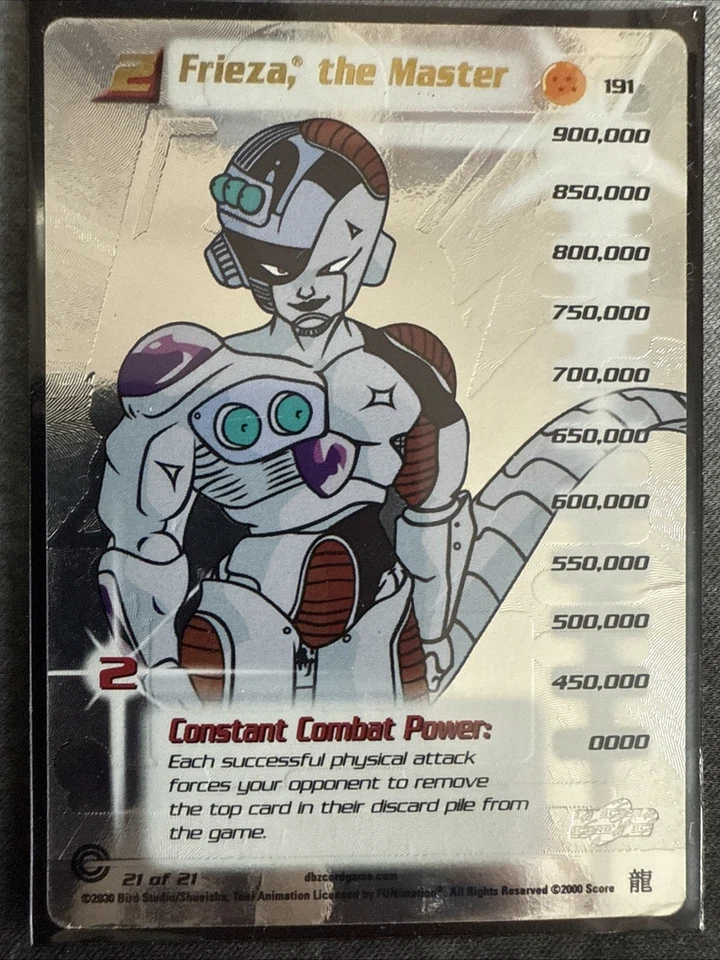 2 Frieza,® the Master 191
900,000
850,000
800,000
750,000
700,000
650,000
600,000
550,000
500,000
450,000
0000
2
Constant Combat Power:
Each successful physical attack
forces your opponent to remove
the top card in their discard pile from
the game.
21 of 21
dbzcardgame.com
©2000 Bird Studio/Shueisha, Toei Animation Licensed by FUNimation®. All Rights Reserved ©2000 Score
龍